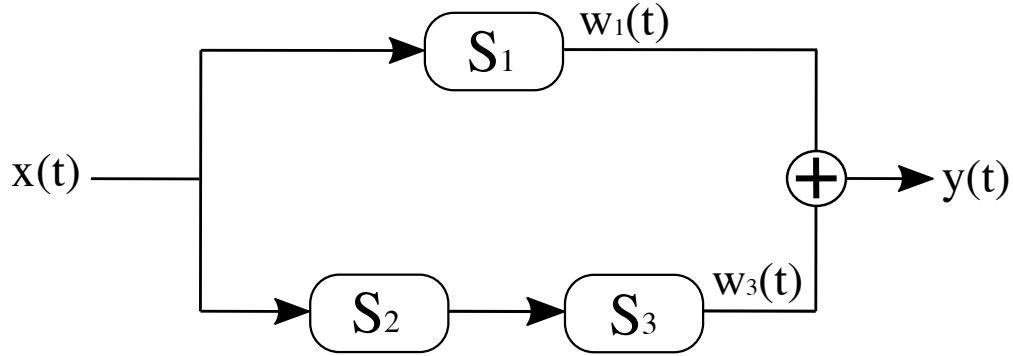 w₁(t)
S₁
x(t)
+
y(t)
w₃(t)
S₂
S₃